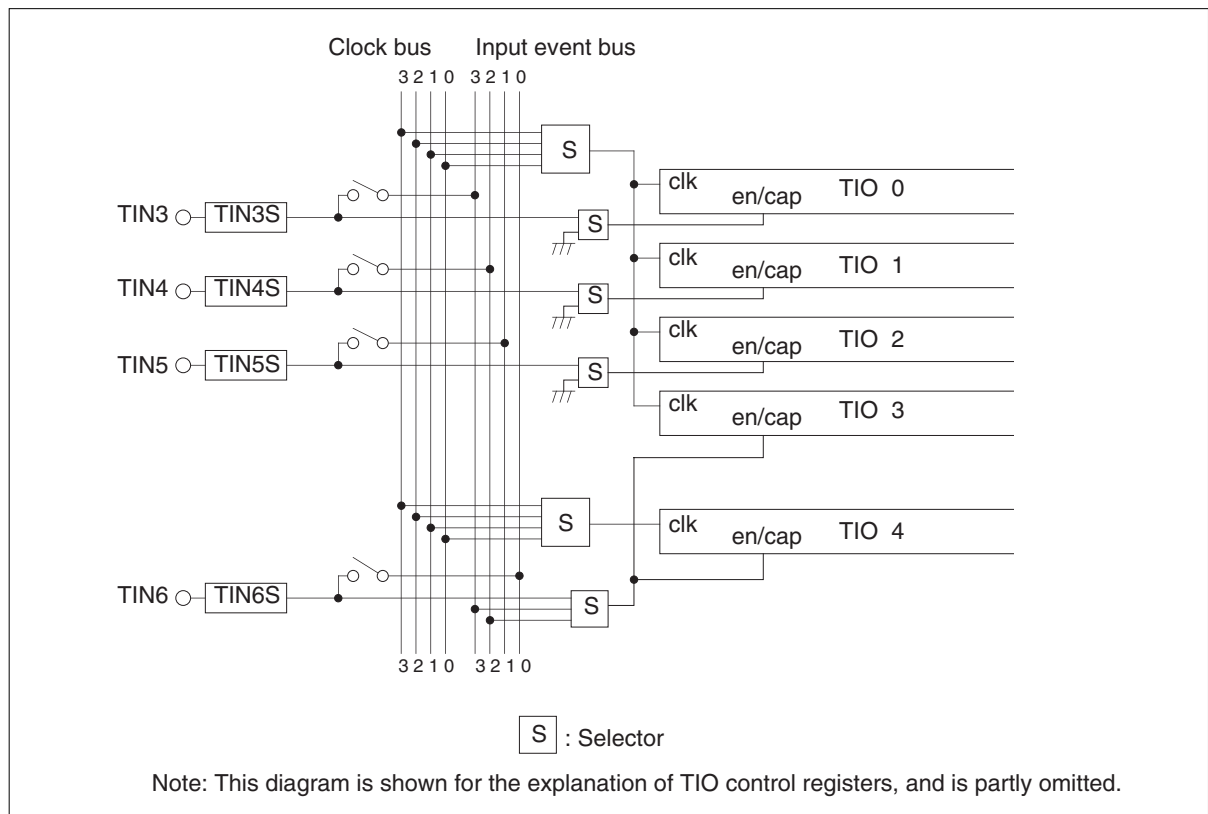 Clock bus Input event bus
3 2 1 0 3 2 1 0
S
clk
en/cap TIO 0
TIN3 TIN3S S
clk
en/cap TIO 1
TIN4 TIN4S S
clk
en/cap TIO 2
TIN5 TIN5S S
clk
en/cap TIO 3
S clk
en/cap TIO 4
TIN6 TIN6S S
3 2 1 0 3 2 1 0
S : Selector
Note: This diagram is shown for the explanation of TIO control registers, and is partly omitted.